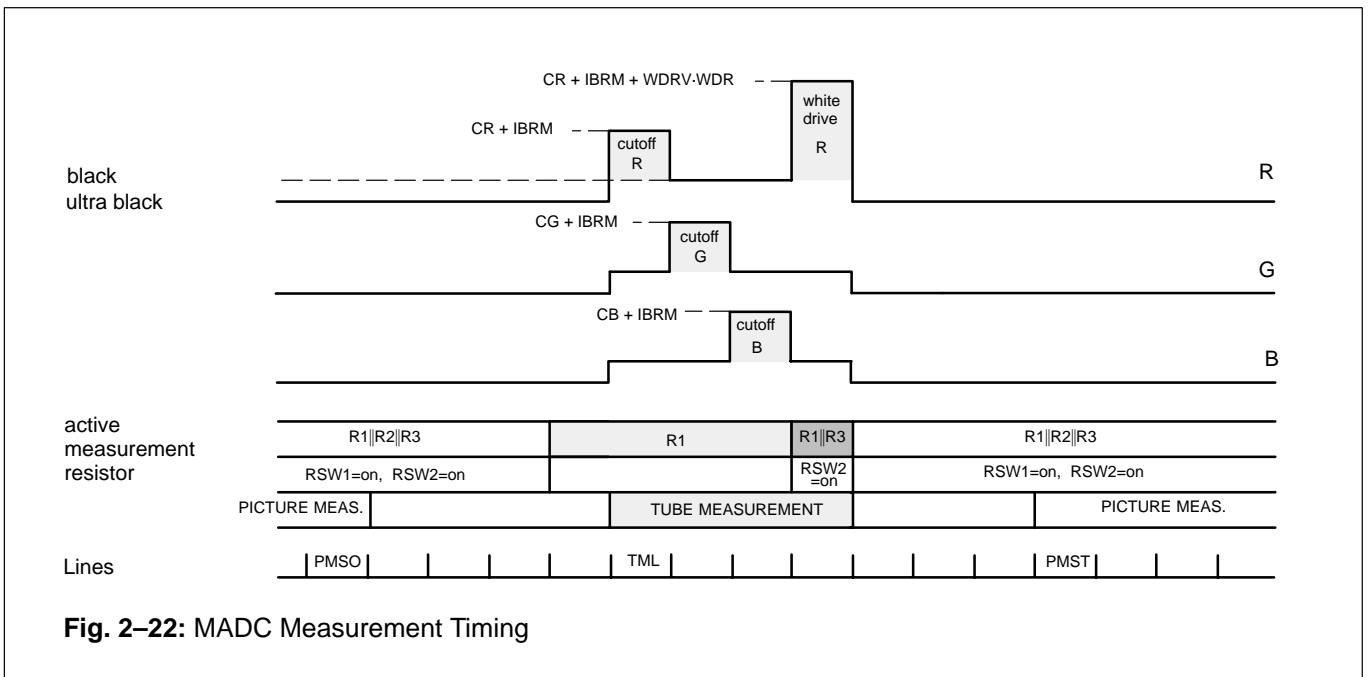 CR + IBRM + WDRV·WDR
white
drive
R
CR + IBRM
cutoff
R
black
ultra black
R
CG + IBRM
cutoff
G
G
CB + IBRM
cutoff
B
B
active
measurement
resistor
R1||R2||R3
R1
R1||R3
R1||R2||R3
RSW1=on, RSW2=on
RSW2
=on
RSW1=on, RSW2=on
PICTURE MEAS.
TUBE MEASUREMENT
PICTURE MEAS.
Lines
PMSO
TML
PMST
Fig. 2–22: MADC Measurement Timing